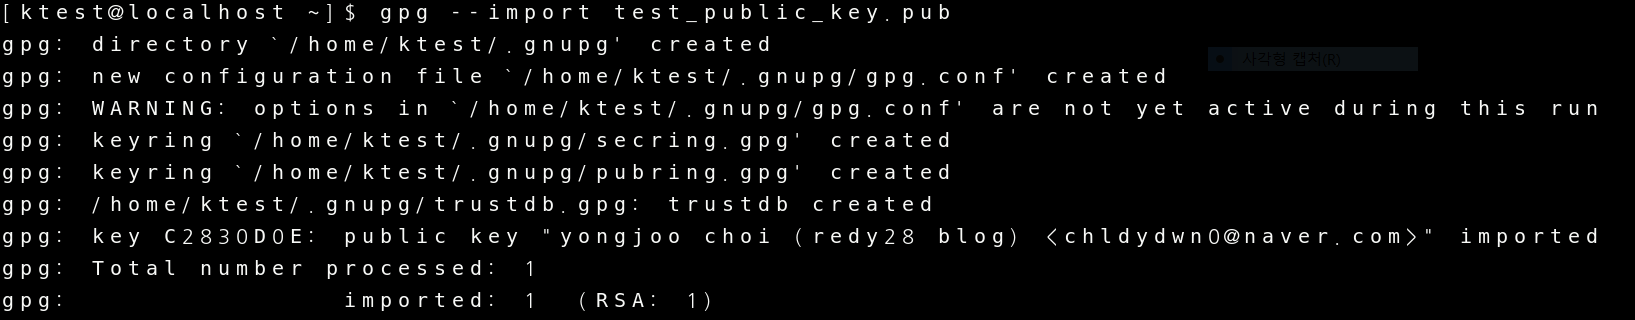 [ktest@localhost ~]$ gpg --import test_public_key.pub
gpg: directory `/home/ktest/.gnupg' created
사각형 캡처(R)
gpg: new configuration file `/home/ktest/.gnupg/gpg.conf' created
gpg: WARNING: options in `/home/ktest/.gnupg/gpg.conf' are not yet active during this run
gpg: keyring `/home/ktest/.gnupg/secring.gpg' created
gpg: keyring `/home/ktest/.gnupg/pubring.gpg' created
gpg: /home/ktest/.gnupg/trustdb.gpg: trustdb created
gpg: key C2830D0E: public key "yongjoo choi (redy28 blog) <chldydwn0@naver.com>" imported
gpg: Total number processed: 1
gpg:               imported: 1  (RSA: 1)